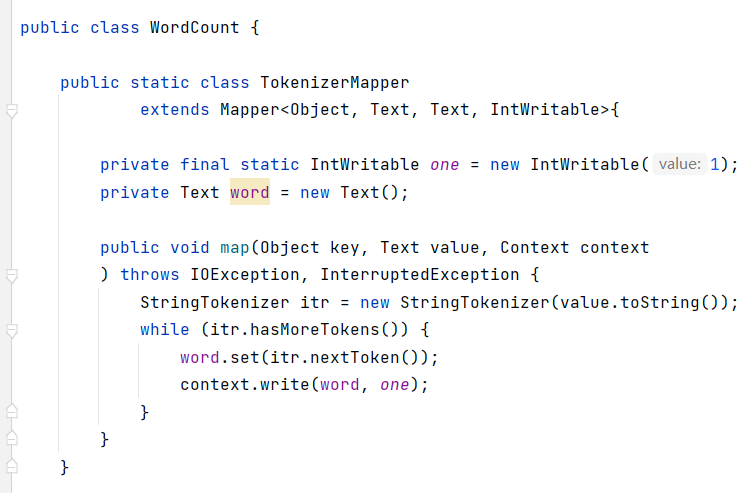 public class WordCount {
public static class TokenizerMapper
extends Mapper<Object, Text, Text, IntWritable>{
private final static IntWritable one = new IntWritable( value: 1);
private Text word = new Text();
public void map(Object key, Text value, Context context
) throws IOException, InterruptedException {
StringTokenizer itr = new StringTokenizer(value.toString());
while (itr.hasMoreTokens()) {
word.set(itr.nextToken());
context.write(word, one);
}
}
}